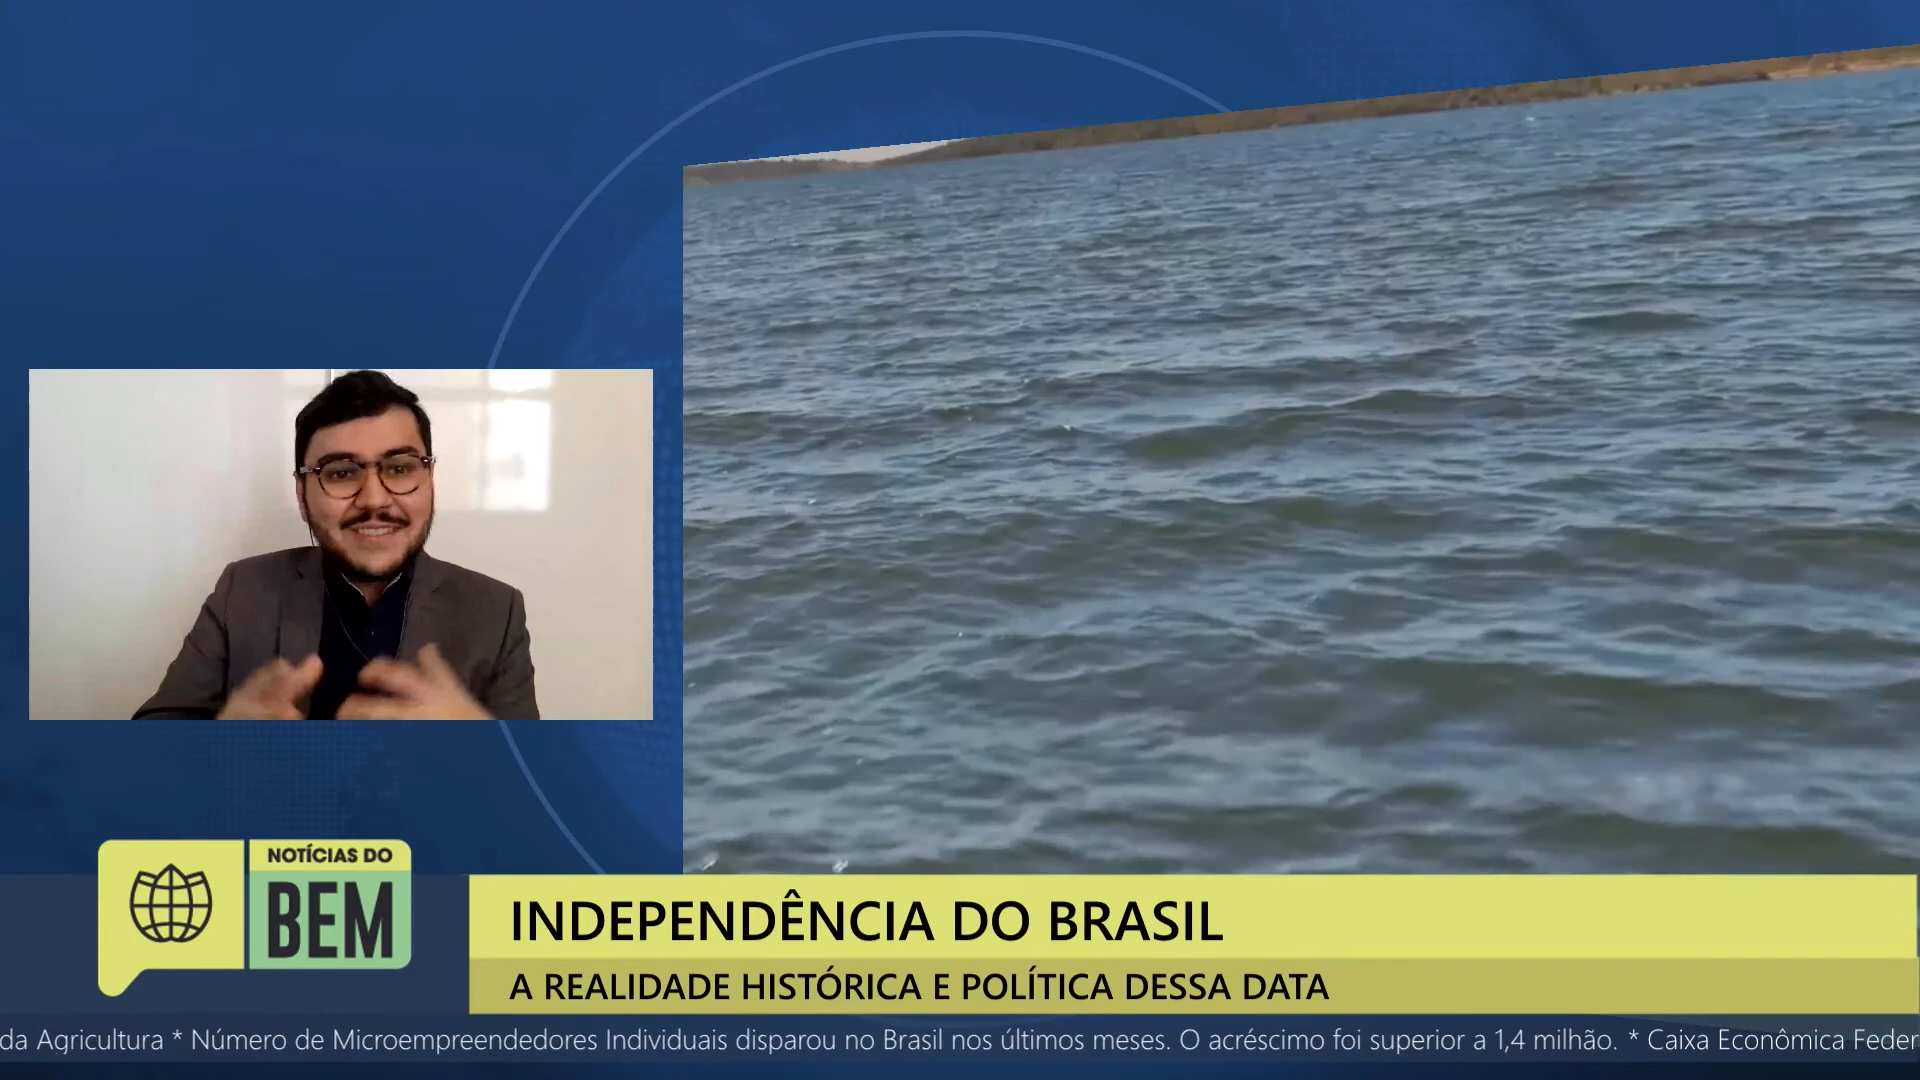 NOTÍCIAS DO
BEM
INDEPENDÊNCIA DO BRASIL
A REALIDADE HISTÓRICA E POLÍTICA DESSA DATA
da Agricultura * Número de Microempreendedores Individuais disparou no Brasil nos últimos meses. O acréscimo foi superior a 1,4 milhão. * Caixa Econômica Feder